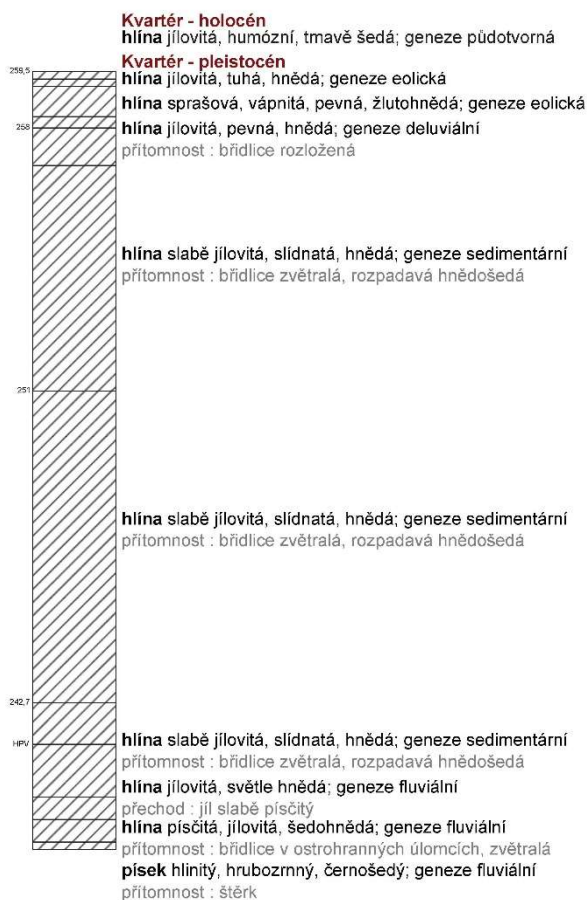 Kvartér - holocén
hlína jílovitá, humózní, tmavě šedá; geneze půdotvorná
Kvartér - pleistocén
259,5
hlína jílovitá, tuhá, hnědá; geneze eolická
hlína sprašová, vápnitá, pevná, žlutohnědá; geneze eolická
258
hlína jílovitá, pevná, hnědá; geneze deluviální
přítomnost : břidlice rozložená
hlína slabě jílovitá, slídnatá, hnědá; geneze sedimentární
přítomnost : břidlice zvětralá, rozpadavá hnědošedá
251
hlína slabě jílovitá, slídnatá, hnědá; geneze sedimentární
přítomnost : břidlice zvětralá, rozpadavá hnědošedá
242,7
HPV
hlína slabě jílovitá, slídnatá, hnědá; geneze sedimentární
přítomnost : břidlice zvětralá, rozpadavá hnědošedá
hlína jílovitá, světle hnědá; geneze fluviální
přechod : jíl slabě písčitý
hlína písčitá, jílovitá, šedohnědá; geneze fluviální
přítomnost : břidlice v ostrohranných úlomcích, zvětralá
písek hlinitý, hrubozrnný, černošedý; geneze fluviální
přítomnost : štěrk